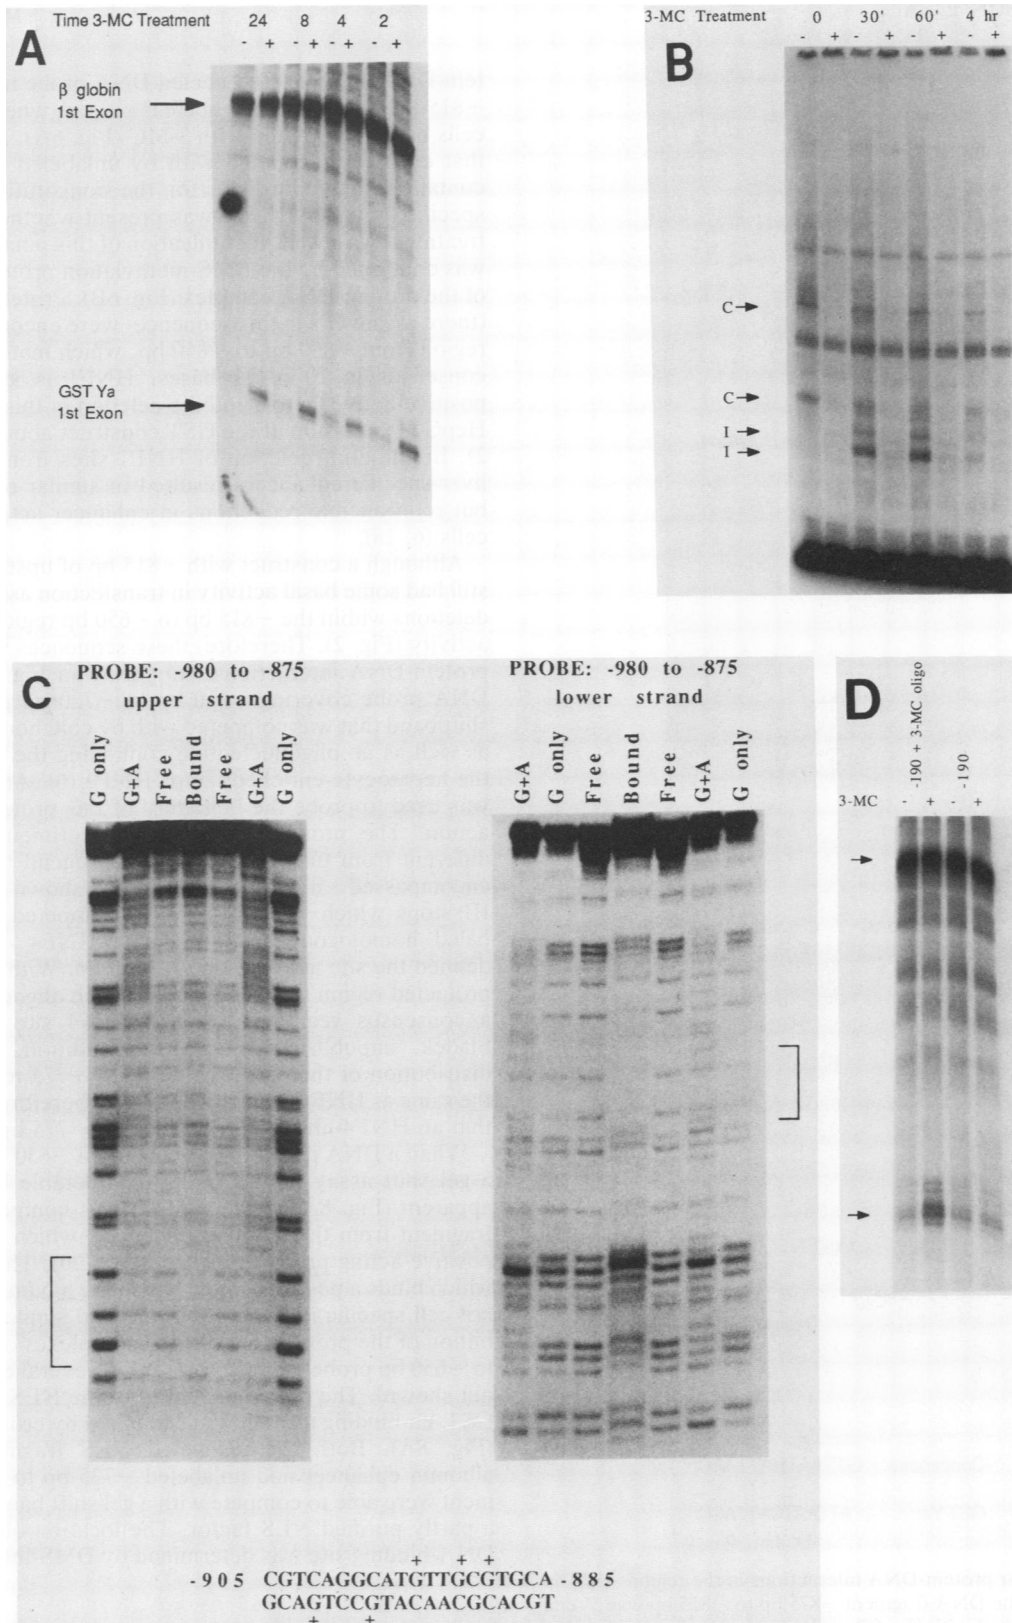 A
Time 3-MC Treatment 24 8 4 2
- + - + - + - +
β globin
1st Exon
GST Ya
1st Exon
B
3-MC Treatment 0 30' 60' 4 hr
- + - + - + - +
C
C
I
I
C
PROBE: -980 to -875
upper strand
G only
G+A
Free
Bound
Free
G+A
G only
PROBE: -980 to -875
lower strand
G+A
G only
Free
Bound
Free
G+A
G only
D
-190 + 3-MC oligo
-190
3-MC - + - +
+ + +
-905 CGTCAGGCATGTTGCGTGCA -885
GCAGTCCGTACAACGCACGT
+ +